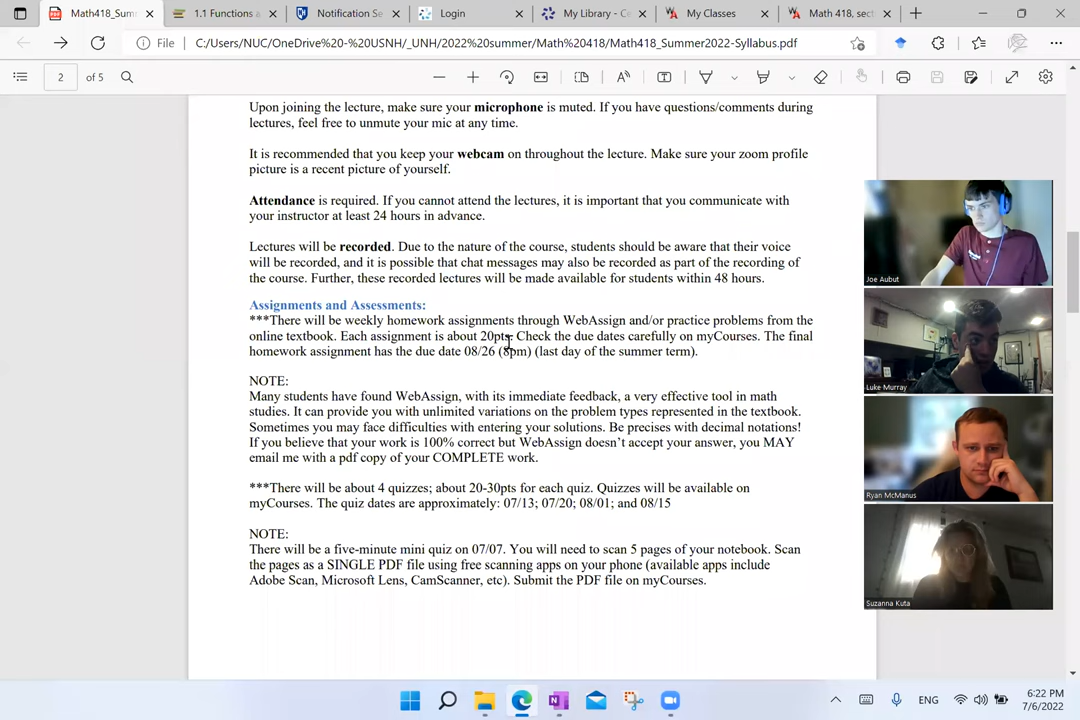 Math418_Summ
1.1 Functions a
Notification Se
Login
My Library - Ce
My Classes
Math 418, sect
File
C:/Users/NUC/OneDrive%20-%20USNH/_UNH/2022%20summer/Math%20418/Math418_Summer2022-Syllabus.pdf
2 of 5
Upon joining the lecture, make sure your microphone is muted. If you have questions/comments during
lectures, feel free to unmute your mic at any time.
It is recommended that you keep your webcam on throughout the lecture. Make sure your zoom profile
picture is a recent picture of yourself.
Attendance is required. If you cannot attend the lectures, it is important that you communicate with
your instructor at least 24 hours in advance.
Lectures will be recorded. Due to the nature of the course, students should be aware that their voice
will be recorded, and it is possible that chat messages may also be recorded as part of the recording of
the course. Further, these recorded lectures will be made available for students within 48 hours.
Assignments and Assessments:
***There will be weekly homework assignments through WebAssign and/or practice problems from the
online textbook. Each assignment is about 20pts. Check the due dates carefully on myCourses. The final
homework assignment has the due date 08/26 (8pm) (last day of the summer term).
NOTE:
Many students have found WebAssign, with its immediate feedback, a very effective tool in math
studies. It can provide you with unlimited variations on the problem types represented in the textbook.
Sometimes you may face difficulties with entering your solutions. Be precises with decimal notations!
If you believe that your work is 100% correct but WebAssign doesn't accept your answer, you MAY
email me with a pdf copy of your COMPLETE work.
***There will be about 4 quizzes; about 20-30pts for each quiz. Quizzes will be available on
myCourses. The quiz dates are approximately: 07/13; 07/20; 08/01; and 08/15
NOTE:
There will be a five-minute mini quiz on 07/07. You will need to scan 5 pages of your notebook. Scan
the pages as a SINGLE PDF file using free scanning apps on your phone (available apps include
Adobe Scan, Microsoft Lens, CamScanner, etc). Submit the PDF file on myCourses.
Joe Aubut
Luke Murray
Ryan McManus
Suzanna Kuta
ENG
6:22 PM
7/6/2022